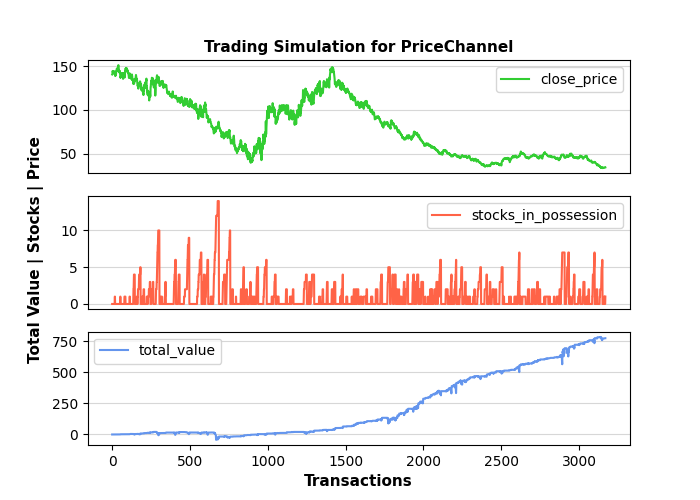 Trading Simulation for PriceChannel
150
100
50
close_price
10
5
0
stocks_in_possession
750
500
250
0
total_value
0
500
1000
1500
2000
2500
3000
Transactions
Total Value | Stocks | Price